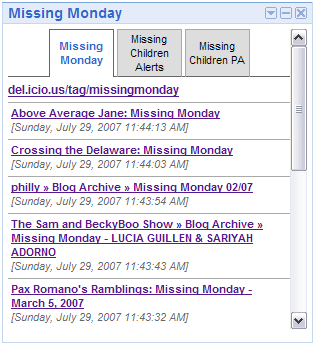 Missing Monday
Missing
Monday
Missing
Children
Alerts
Missing
Children PA
del.icio.us/tag/missingmonday
Above Average Jane: Missing Monday
[Sunday, July 29, 2007 11:44:13 AM]
Crossing the Delaware: Missing Monday
[Sunday, July 29, 2007 11:44:03 AM]
philly » Blog Archive » Missing Monday 02/07
[Sunday, July 29, 2007 11:43:54 AM]
The Sam and BeckyBoo Show » Blog Archive »
Missing Monday - LUCIA GUILLEN & SARIYAH
ADORNO
[Sunday, July 29, 2007 11:43:43 AM]
Pax Romano's Ramblings: Missing Monday -
March 5, 2007
[Sunday, July 29, 2007 11:43:32 AM]